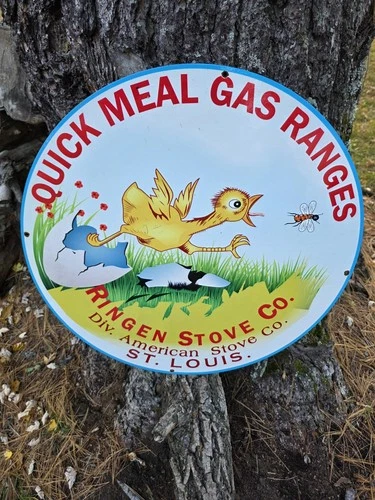 QUICK MEAL GAS RANGES
RINGEN STOVE CO.
Div. American Stove Co.
ST. LOUIS.